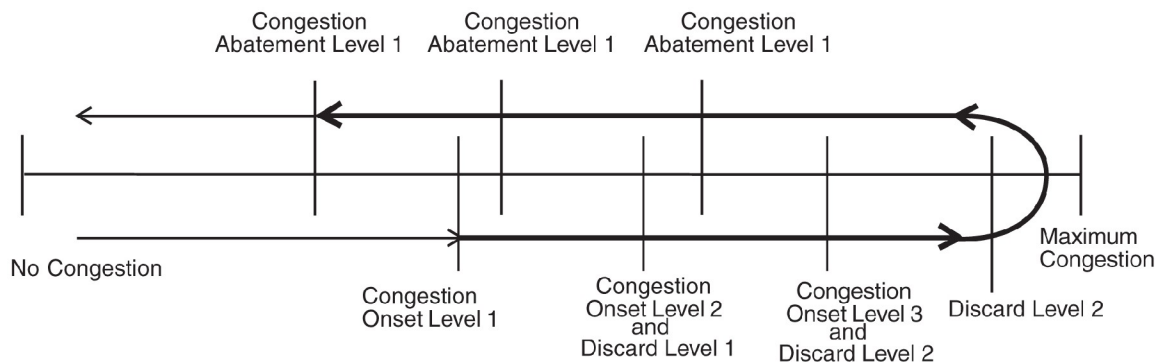 Congestion
Abatement Level 1
Congestion
Abatement Level 1
Congestion
Abatement Level 1
No Congestion
Maximum
Congestion
Congestion
Onset Level 1
Congestion
Onset Level 2
and
Discard Level 1
Congestion
Onset Level 3
and
Discard Level 2
Discard Level 2